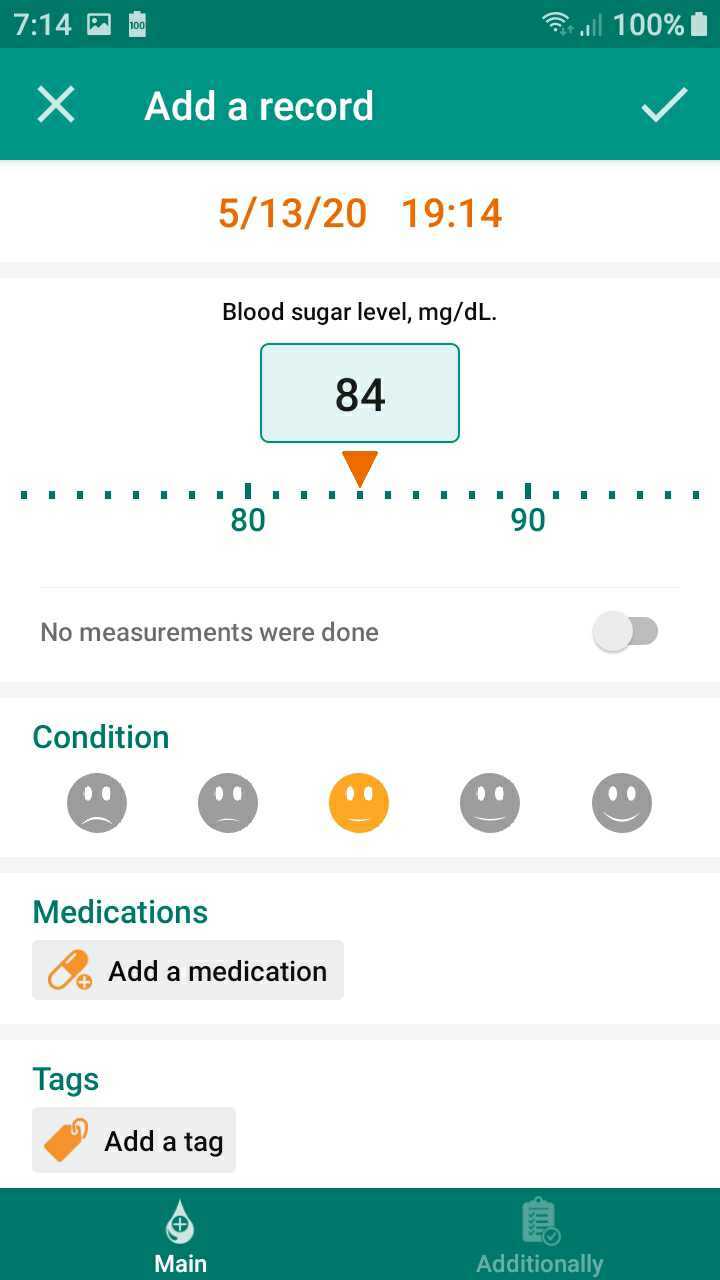 7:14 100 100%
Add a record
5/13/20 19:14
Blood sugar level, mg/dL.
84
80 90
No measurements were done
Condition
Medications
Add a medication
Tags
Add a tag
Main Additionally